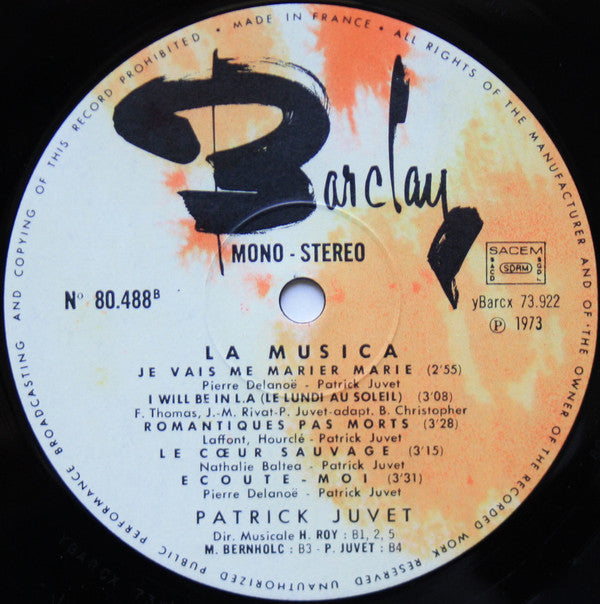 MADE IN FRANCE • ALL RIGHTS OF THE MANUFACTURER AND OF THE OWNER OF THE RECORDED WORK RESERVED UNAUTHORIZED PUBLIC PERFORMANCE BROADCASTING AND COPYING OF THIS RECORD PROHIBITED •
Barclay
MONO - STEREO
SACEM
SACD SDRM SGDL
Nº 80.488ᴮ
yBarcx 73.922
Ⓟ 1973
LA MUSICA
JE VAIS ME MARIER MARIE (2'55)
Pierre Delanoë - Patrick Juvet
I WILL BE IN L.A (LE LUNDI AU SOLEIL) (3'08)
F. Thomas, J.-M. Rivat-P. Juvet-adapt. B. Christopher
ROMANTIQUES PAS MORTS (3'28)
Laffont, Hourclé - Patrick Juvet
LE CŒUR SAUVAGE (3'15)
Nathalie Baltea - Patrick Juvet
ECOUTE-MOI (3'31)
Pierre Delanoë - Patrick Juvet
PATRICK JUVET
Dir. Musicale H. ROY : B1, 2, 5
M. BERNHOLC : B3 - P. JUVET : B4
YBARCX 73